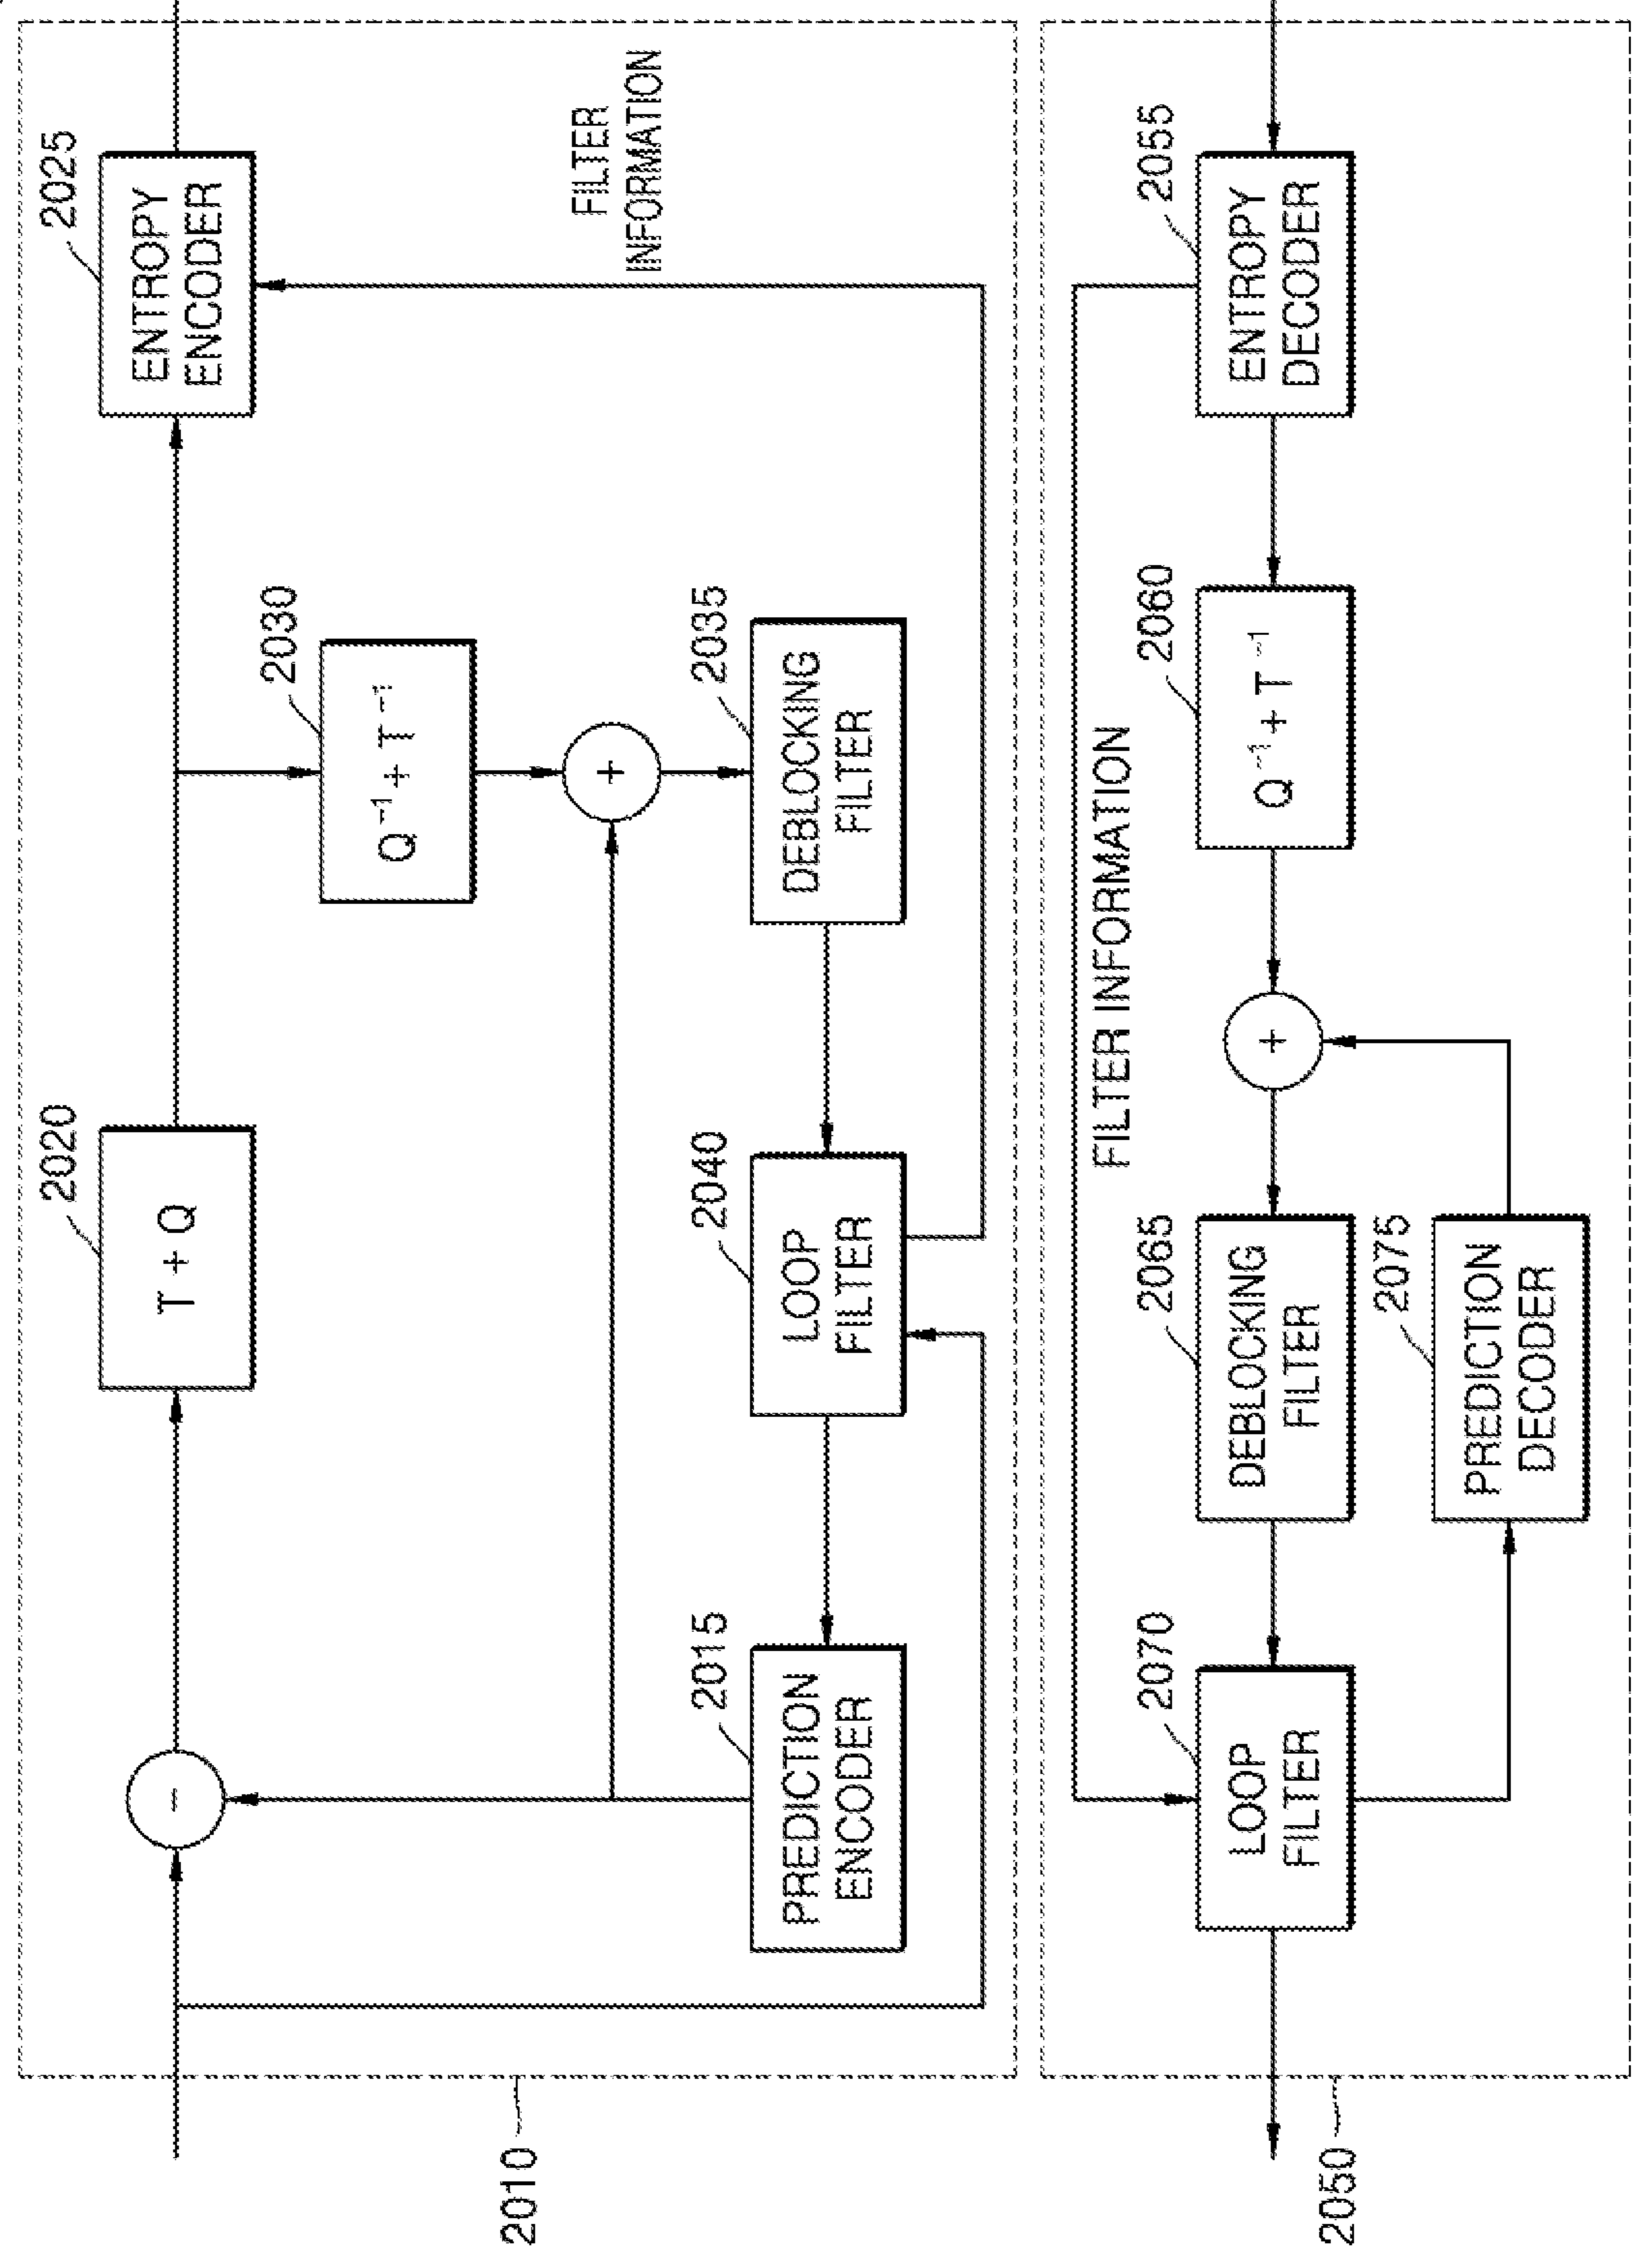 2010
2020
T + Q
2025
ENTROPY
ENCODER
−
2030
Q⁻¹ + T⁻¹
+
FILTER
INFORMATION
2015
PREDICTION
ENCODER
2040
LOOP
FILTER
2035
DEBLOCKING
FILTER
2050
FILTER INFORMATION
2070
LOOP
FILTER
2065
DEBLOCKING
FILTER
+
2060
Q⁻¹ + T⁻¹
2055
ENTROPY
DECODER
2075
PREDICTION
DECODER